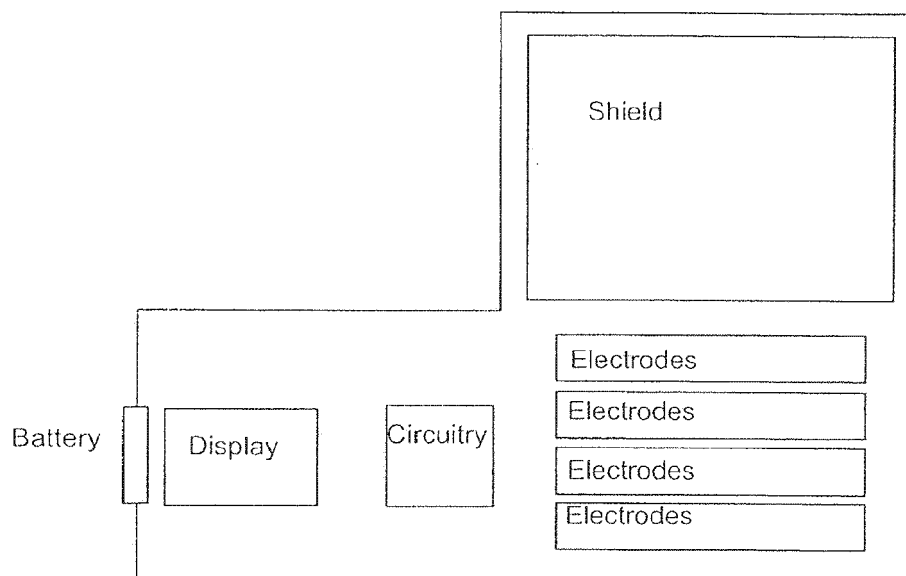 Shield
Electrodes
Electrodes
Electrodes
Electrodes
Battery
Display
Circuitry